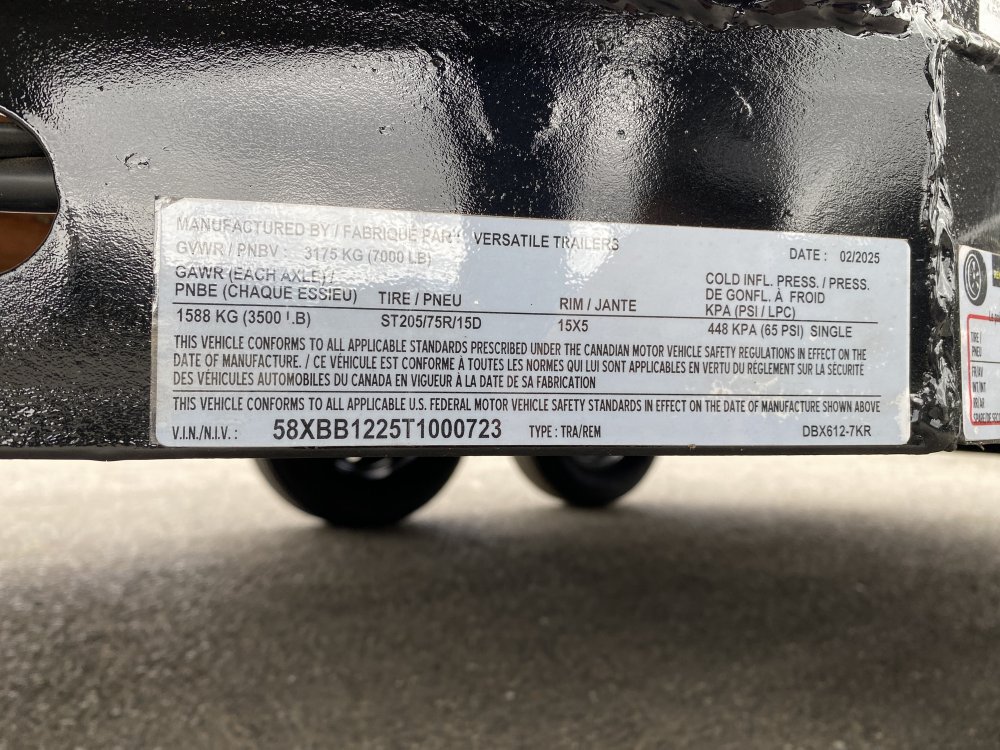 MANUFACTURED BY / FABRIQUÉ PAR : VERSATILE TRAILERS
GVWR / PNBV : 3175 KG (7000 LB) DATE : 02/2025
GAWR (EACH AXLE) /
PNBE (CHAQUE ESSIEU) TIRE / PNEU RIM / JANTE COLD INFL. PRESS. / PRESS.
DE GONFL. À FROID
KPA (PSI / LPC)
1588 KG (3500 LB) ST205/75R/15D 15X5 448 KPA (65 PSI) SINGLE
THIS VEHICLE CONFORMS TO ALL APPLICABLE STANDARDS PRESCRIBED UNDER THE CANADIAN MOTOR VEHICLE SAFETY REGULATIONS IN EFFECT ON THE
DATE OF MANUFACTURE. / CE VÉHICULE EST CONFORME À TOUTES LES NORMES QUI LUI SONT APPLICABLES EN VERTU DU RÉGLEMENT SUR LA SÉCURITÉ
DES VÉHICULES AUTOMOBILES DU CANADA EN VIGUEUR À LA DATE DE SA FABRICATION
THIS VEHICLE CONFORMS TO ALL APPLICABLE U.S. FEDERAL MOTOR VEHICLE SAFETY STANDARDS IN EFFECT ON THE DATE OF MANUFACTURE SHOWN ABOVE
V.I.N./N.I.V. : 58XBB1225T1000723 TYPE : TRA/REM DBX612-7KR
TIRE
PNEU